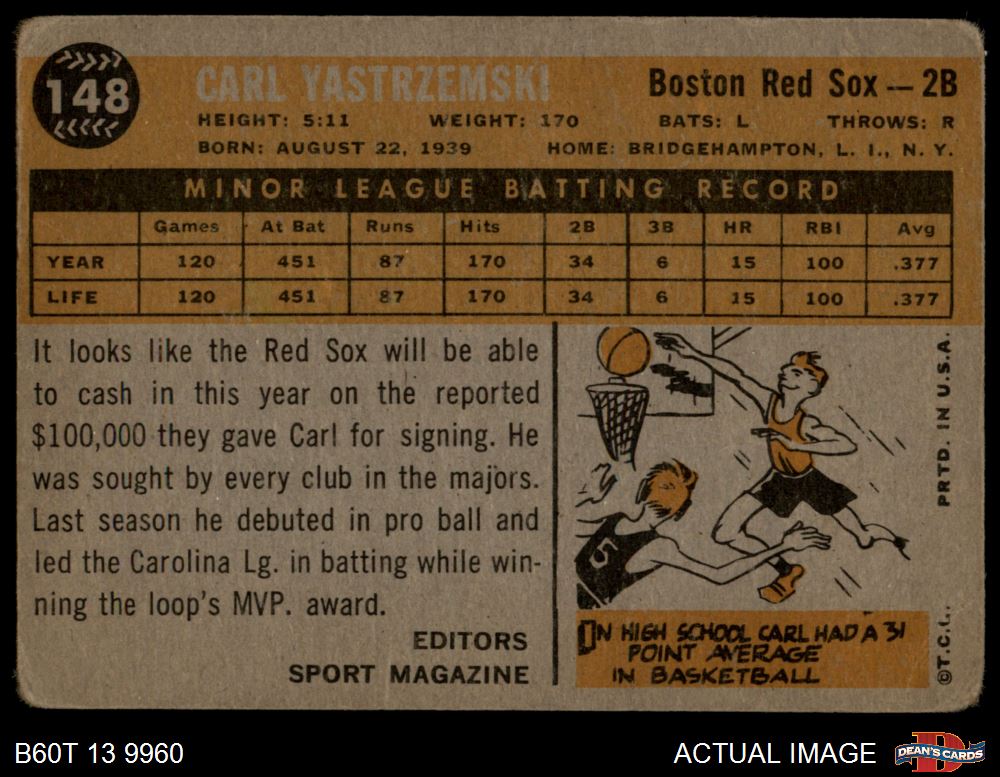 148
CARL YASTRZEMSKI
Boston Red Sox -- 2B
HEIGHT: 5:11 WEIGHT: 170 BATS: L THROWS: R
BORN: AUGUST 22, 1939 HOME: BRIDGEHAMPTON, L. I., N. Y.
MINOR LEAGUE BATTING RECORD
Games At Bat Runs Hits 2B 3B HR RBI Avg
YEAR 120 451 87 170 34 6 15 100 .377
LIFE 120 451 87 170 34 6 15 100 .377
It looks like the Red Sox will be able
to cash in this year on the reported
$100,000 they gave Carl for signing. He
was sought by every club in the majors.
Last season he debuted in pro ball and
led the Carolina Lg. in batting while win-
ning the loop's MVP. award.
EDITORS
SPORT MAGAZINE
5
IN HIGH SCHOOL CARL HAD A 31
POINT AVERAGE
IN BASKETBALL
PRTD. IN U.S.A.
©T.C.I.
B60T 13 9960
ACTUAL IMAGE
D
DEAN'S CARDS